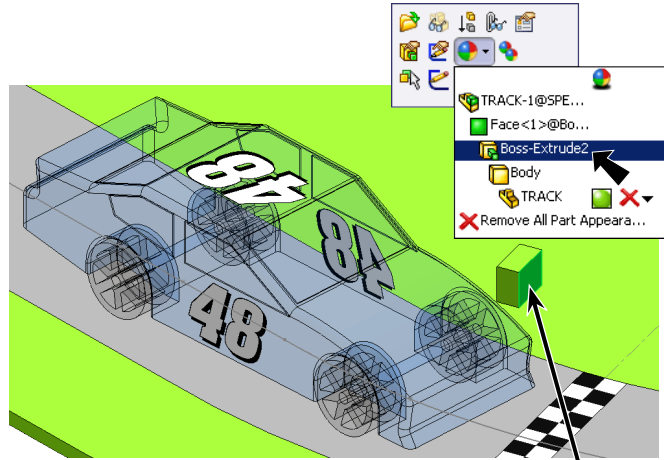 TRACK-1@SPE...
Face<1>@Bo...
Boss-Extrude2
Body
TRACK
Remove All Part Appeara...
48
48
48